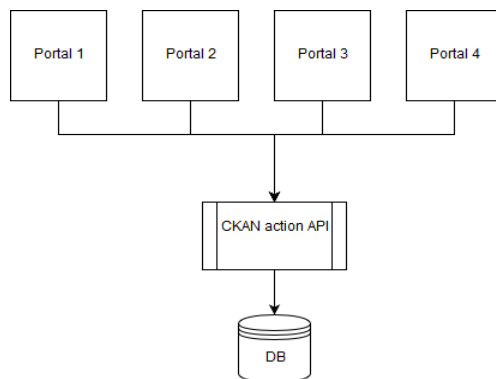 Portal 1
Portal 2
Portal 3
Portal 4
CKAN action API
DB